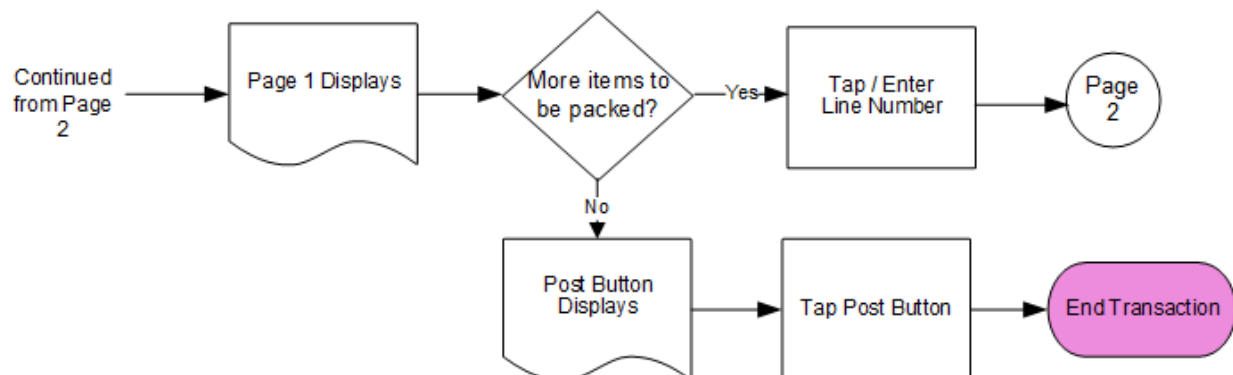 Continued
from Page
2
Page 1 Displays
More items to
be packed?
Yes
Tap / Enter
Line Number
Page
2
No
Post Button
Displays
Tap Post Button
End Transaction